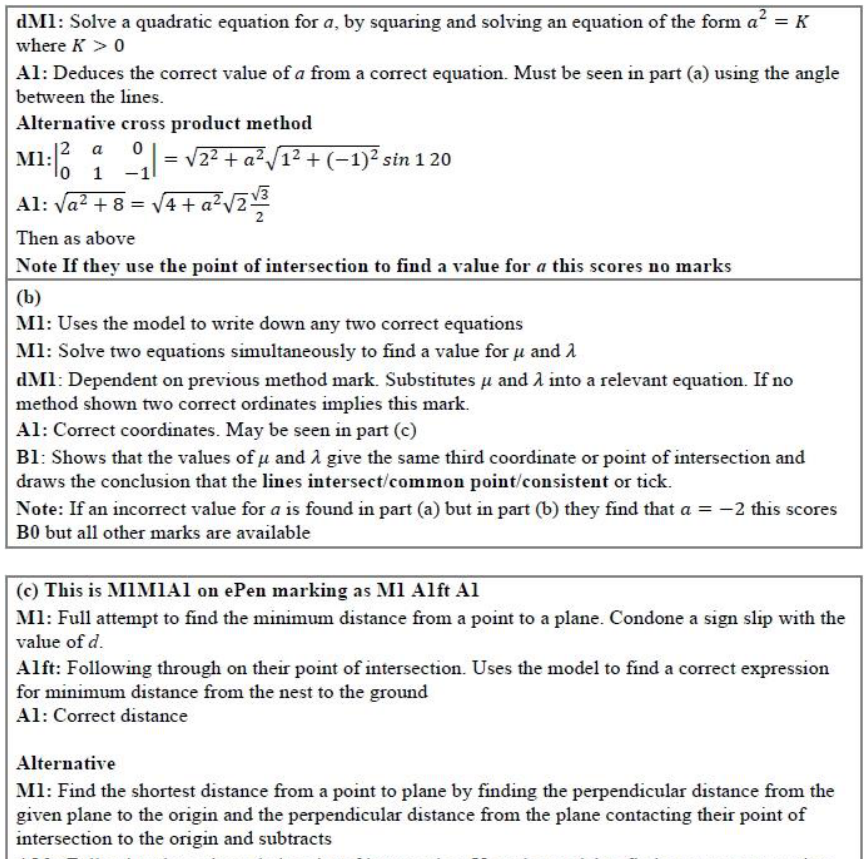 dM1: Solve a quadratic equation for a, by squaring and solving an equation of the form a² = K
where K > 0
A1: Deduces the correct value of a from a correct equation. Must be seen in part (a) using the angle
between the lines.
Alternative cross product method
M1: |2 a 0
0 1 −1| = √2² + a² √1² + (−1)² sin 1 20
A1: √a² + 8 = √4 + a² √2 √3/2
Then as above
Note If they use the point of intersection to find a value for a this scores no marks
(b)
M1: Uses the model to write down any two correct equations
M1: Solve two equations simultaneously to find a value for μ and λ
dM1: Dependent on previous method mark. Substitutes μ and λ into a relevant equation. If no
method shown two correct ordinates implies this mark.
A1: Correct coordinates. May be seen in part (c)
B1: Shows that the values of μ and λ give the same third coordinate or point of intersection and
draws the conclusion that the lines intersect/common point/consistent or tick.
Note: If an incorrect value for a is found in part (a) but in part (b) they find that a = −2 this scores
B0 but all other marks are available
(c) This is M1M1A1 on ePen marking as M1 A1ft A1
M1: Full attempt to find the minimum distance from a point to a plane. Condone a sign slip with the
value of d.
A1ft: Following through on their point of intersection. Uses the model to find a correct expression
for minimum distance from the nest to the ground
A1: Correct distance
Alternative
M1: Find the shortest distance from a point to plane by finding the perpendicular distance from the
given plane to the origin and the perpendicular distance from the plane contacting their point of
intersection to the origin and subtracts